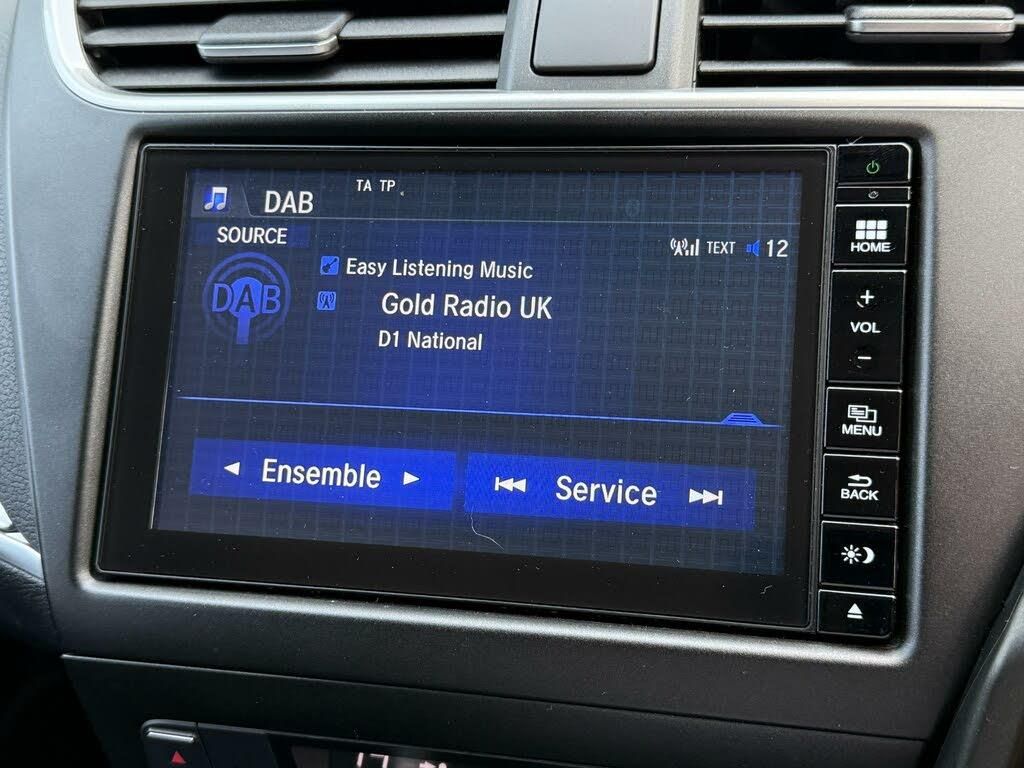 TA TP
DAB
SOURCE
TEXT 12
Easy Listening Music
DAB
Gold Radio UK
D1 National
Ensemble
Service
HOME
+
VOL
-
MENU
BACK
17